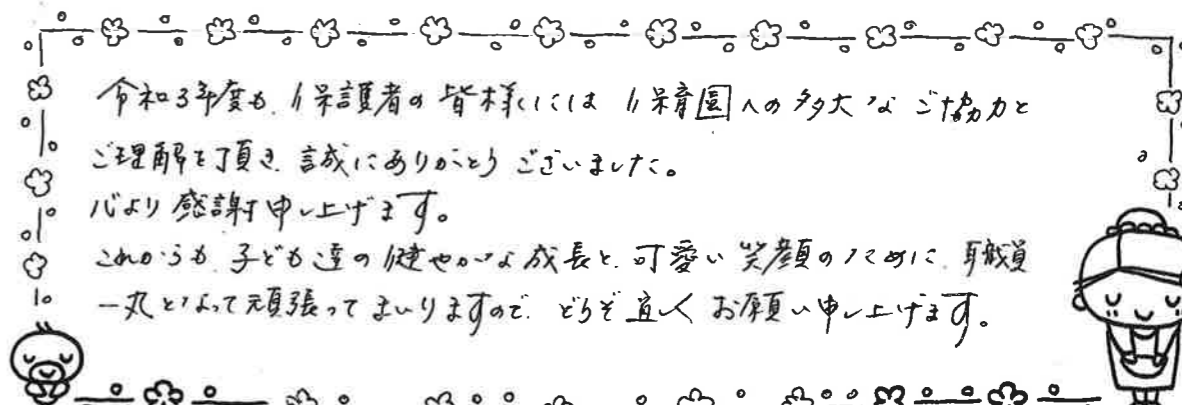 令和3年度も、保護者の皆様には保育園への多大なご協力と
ご理解を頂き、誠にありがとうございました。
心より感謝申し上げます。
これからも、子ども達の健やかな成長と、可愛い笑顔のために、職員
一丸となって頑張ってまいりますので、どうぞ宜しくお願い申し上げます。